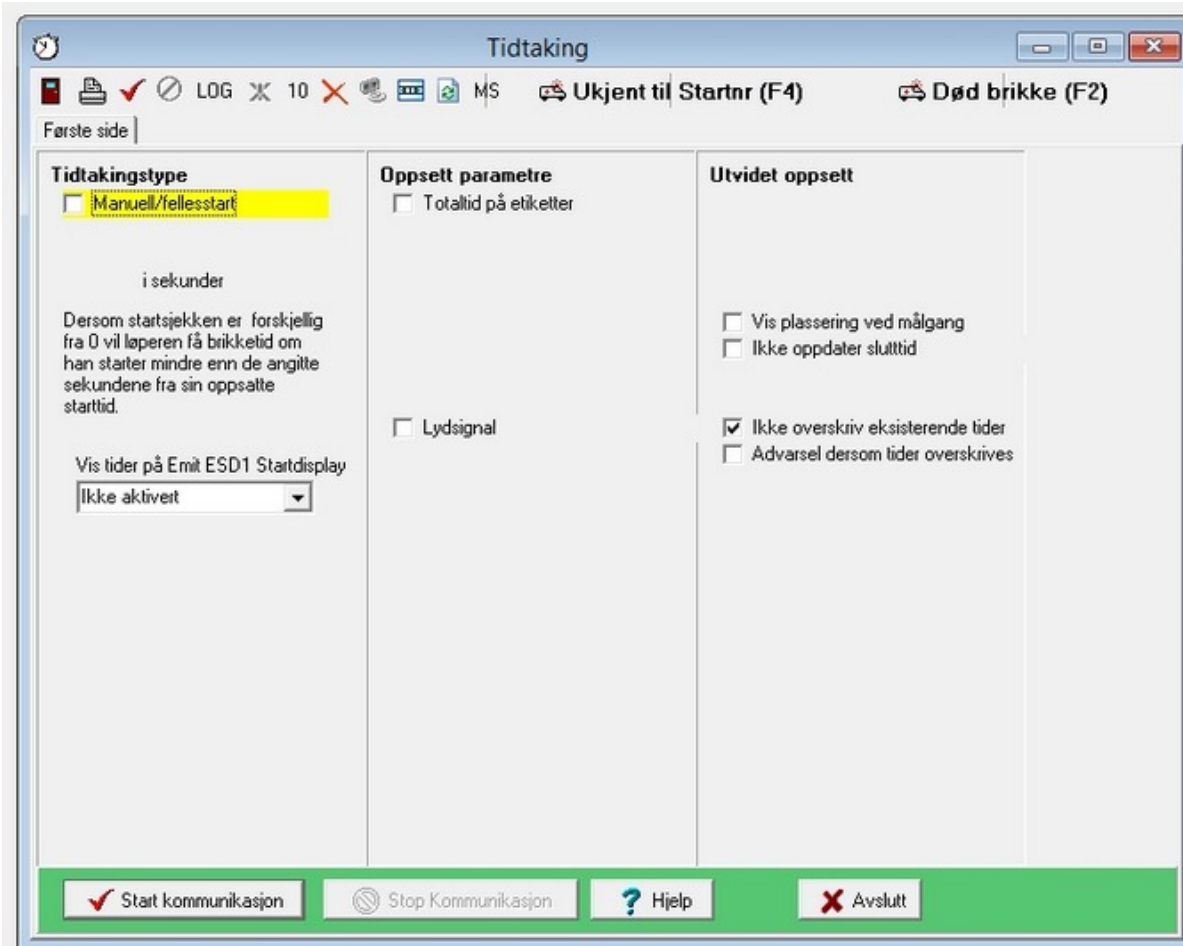 Tidtaking
LOG 10 MS Ukjent til Startnr (F4) Død brikke (F2)
Første side
Tidtakingstype
Manuell/fellesstart
i sekunder
Dersom startsjekken er forskjellig
fra 0 vil løperen få brikketid om
han starter mindre enn de angitte
sekundene fra sin oppsatte
starttid.
Vis tider på Emit ESD1 Startdisplay
Ikke aktivert
Oppsett parametre
Totaltid på etiketter
Lydsignal
Utvidet oppsett
Vis plassering ved målgang
Ikke oppdater slutttid
Ikke overskriv eksisterende tider
Advarsel dersom tider overskrives
Start kommunikasjon Stop Kommunikasjon Hjelp Avslutt